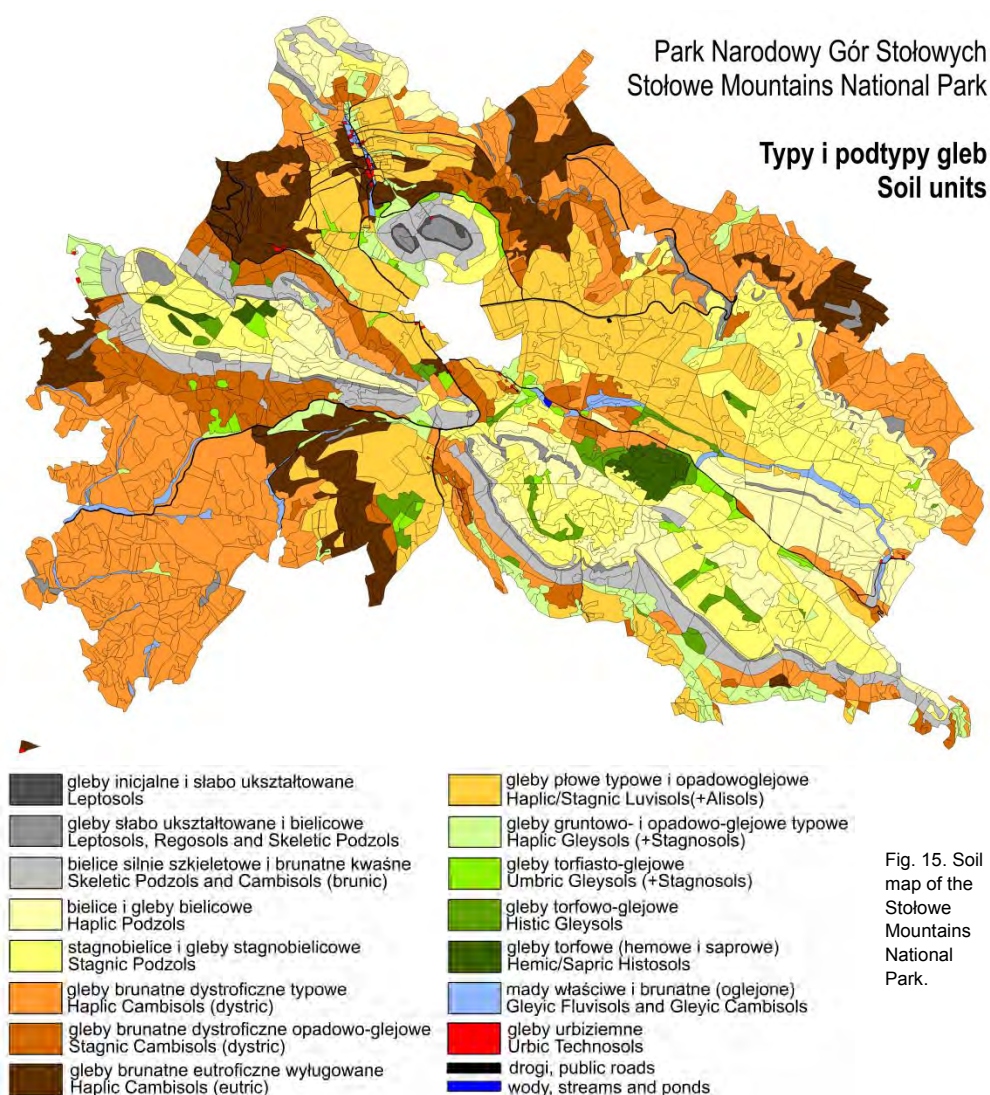 Park Narodowy Gór Stołowych
Stołowe Mountains National Park
Typy i podtypy gleb
Soil units
gleby inicjalne i słabo ukształtowane
Leptosols
gleby słabo ukształtowane i bielicowe
Leptosols, Regosols and Skeletic Podzols
bielice silnie szkieletowe i brunatne kwaśne
Skeletic Podzols and Cambisols (brunic)
bielice i gleby bielicowe
Haplic Podzols
stagnobielice i gleby stagnobielicowe
Stagnic Podzols
gleby brunatne dystroficzne typowe
Haplic Cambisols (dystric)
gleby brunatne dystroficzne opadowo-glejowe
Stagnic Cambisols (dystric)
gleby brunatne eutroficzne wyługowane
Haplic Cambisols (eutric)
gleby płowe typowe i opadowoglejowe
Haplic/Stagnic Luvisols(+Alisols)
gleby gruntowo- i opadowo-glejowe typowe
Haplic Gleysols (+Stagnosols)
gleby torfiasto-glejowe
Umbric Gleysols (+Stagnosols)
gleby torfowo-glejowe
Histic Gleysols
gleby torfowe (hemowe i saprowe)
Hemic/Sapric Histosols
mady właściwe i brunatne (oglejone)
Gleyic Fluvisols and Gleyic Cambisols
gleby urbiziemne
Urbic Technosols
drogi, public roads
wody, streams and ponds
Fig. 15. Soil
map of the
Stołowe
Mountains
National
Park.